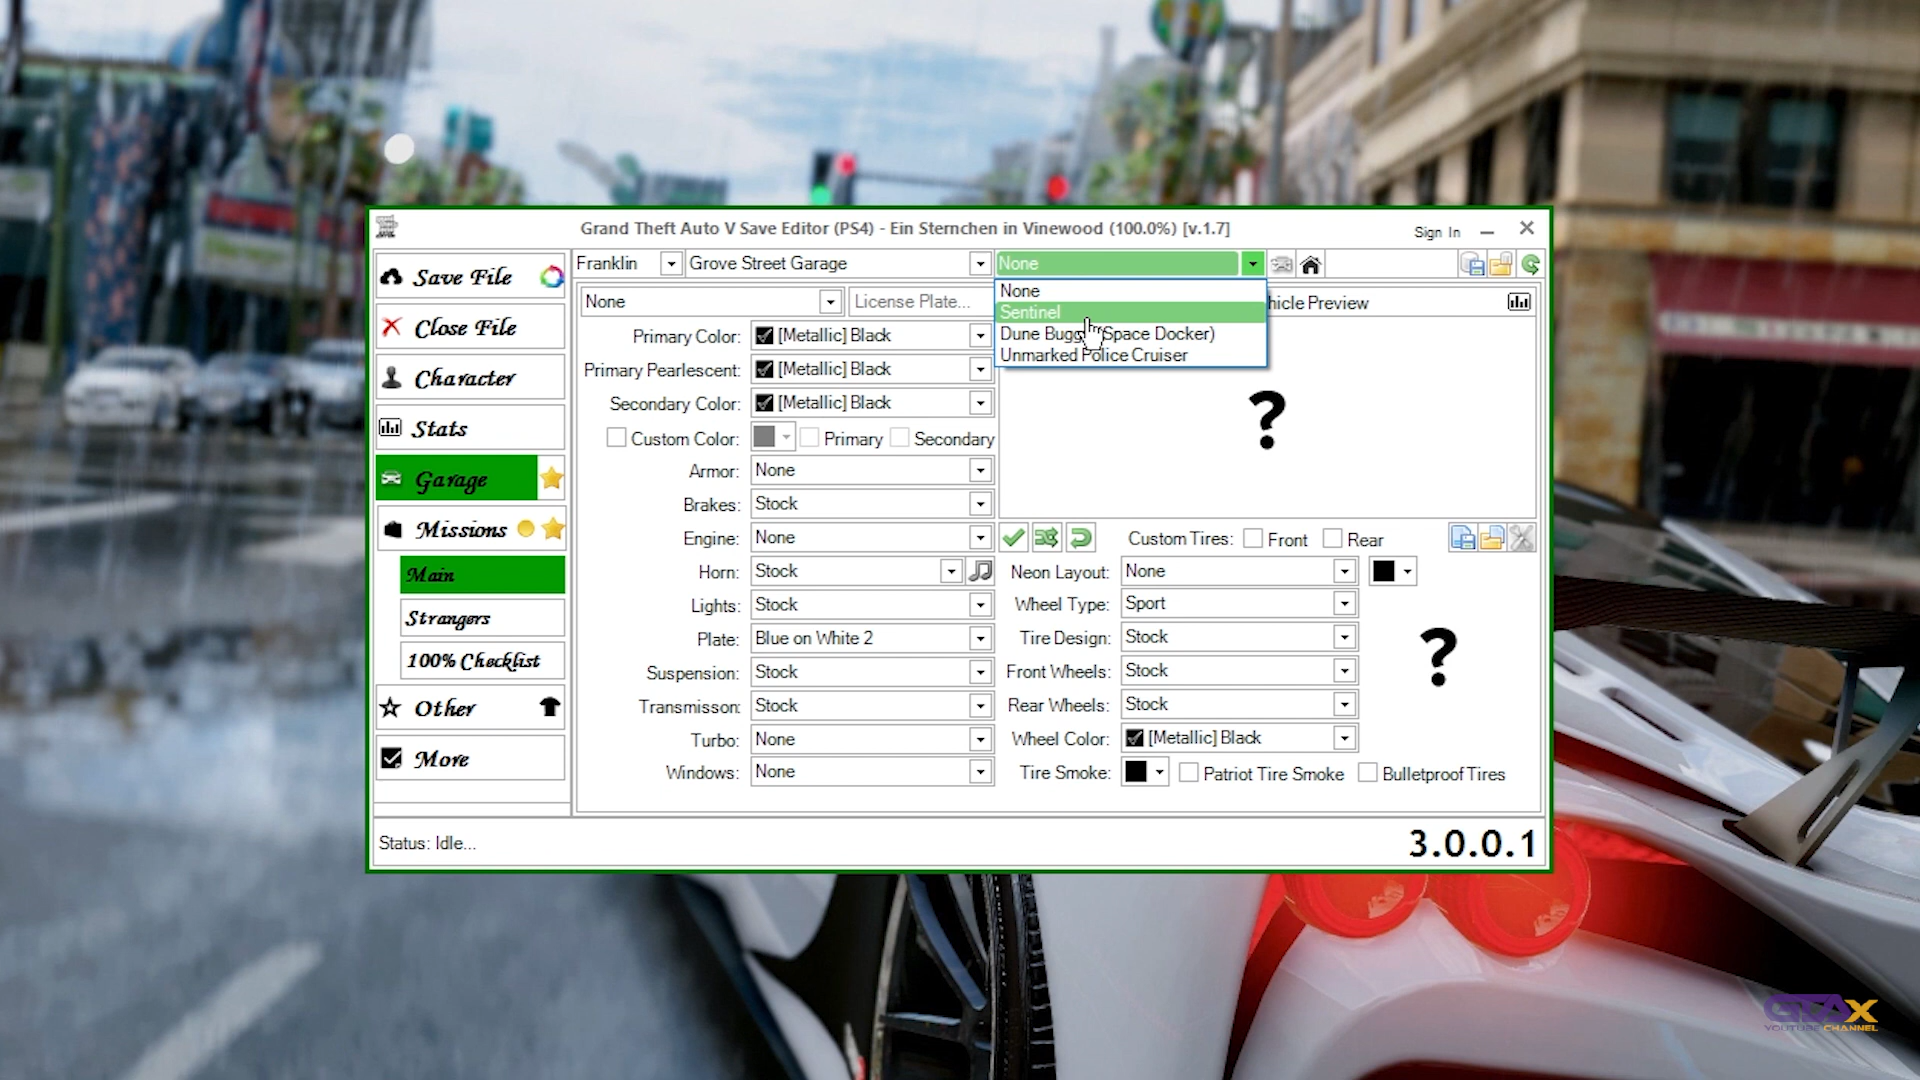 Grand Theft Auto V Save Editor (PS4) - Ein Sternchen in Vinewood (100.0%) [v.1.7]
Sign In
Save File
Close File
Character
Stats
Garage
Missions
Main
Strangers
100% Checklist
Other
More
Franklin
Grove Street Garage
None
None
License Plate...
None
Sentinel
Dune Bugg Space Docker)
Unmarked Police Cruiser
hicle Preview
Primary Color: [Metallic] Black
Primary Pearlescent: [Metallic] Black
Secondary Color: [Metallic] Black
Custom Color: Primary Secondary
Armor: None
Brakes: Stock
Engine: None
Horn: Stock
Lights: Stock
Plate: Blue on White 2
Suspension: Stock
Transmisson: Stock
Turbo: None
Windows: None
Custom Tires: Front Rear
Neon Layout: None
Wheel Type: Sport
Tire Design: Stock
Front Wheels: Stock
Rear Wheels: Stock
Wheel Color: [Metallic] Black
Tire Smoke: Patriot Tire Smoke Bulletproof Tires
Status: Idle...
3.0.0.1
GTAX
YOUTUBE CHANNEL